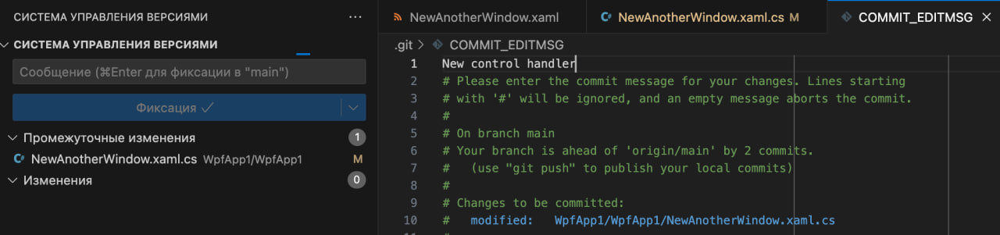 СИСТЕМА УПРАВЛЕНИЯ ВЕРСИЯМИ ...
СИСТЕМА УПРАВЛЕНИЯ ВЕРСИЯМИ
Сообщение (⌘Enter для фиксации в "main")
Фиксация ✓
Промежуточные изменения 1
C# NewAnotherWindow.xaml.cs WpfApp1/WpfApp1 M
Изменения 0
NewAnotherWindow.xaml C# NewAnotherWindow.xaml.cs M COMMIT_EDITMSG ×
.git > COMMIT_EDITMSG
1 New control handler
2 # Please enter the commit message for your changes. Lines starting
3 # with '#' will be ignored, and an empty message aborts the commit.
4 #
5 # On branch main
6 # Your branch is ahead of 'origin/main' by 2 commits.
7 #   (use "git push" to publish your local commits)
8 #
9 # Changes to be committed:
10 #   modified:   WpfApp1/WpfApp1/NewAnotherWindow.xaml.cs